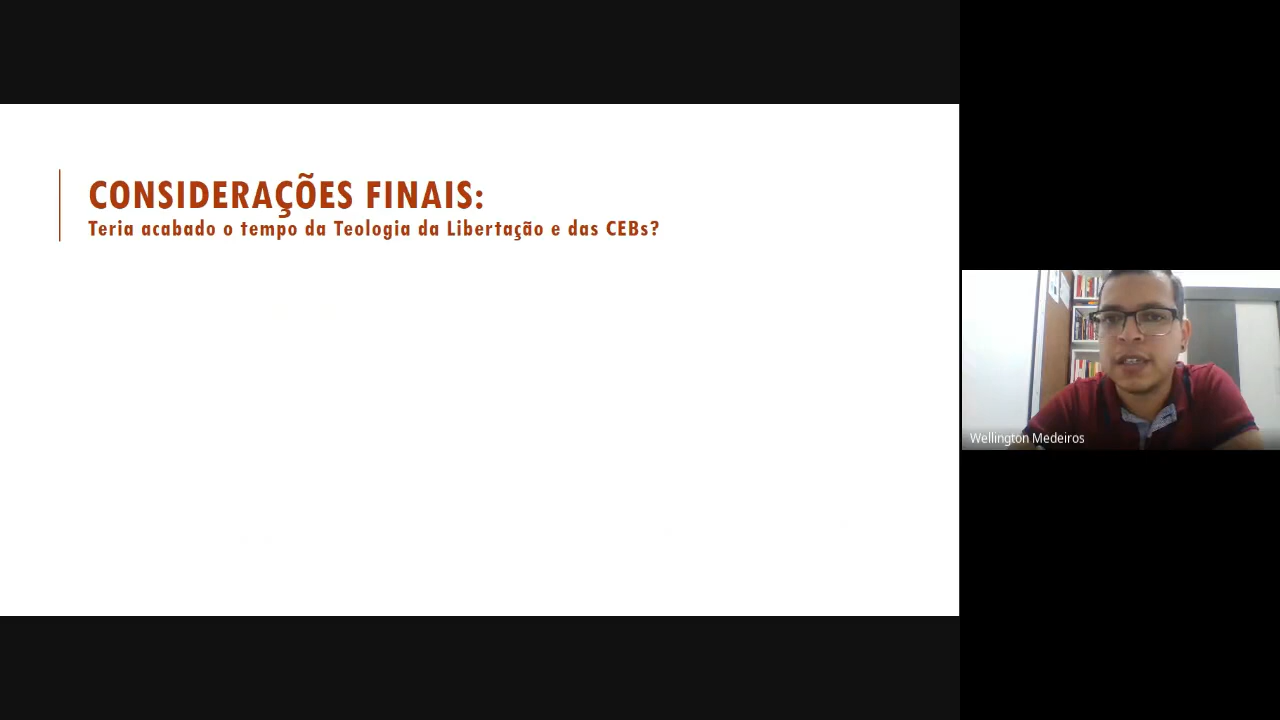 CONSIDERAÇÕES FINAIS:
Teria acabado o tempo da Teologia da Libertação e das CEBs?
Wellington Medeiros